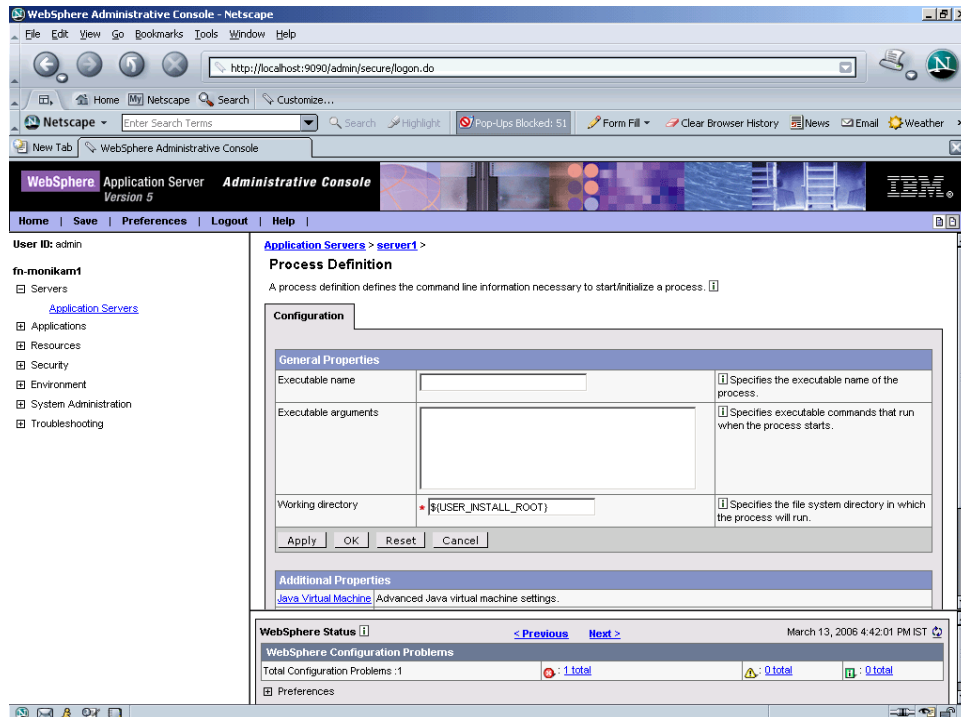 WebSphere Administrative Console - Netscape
File Edit View Go Bookmarks Tools Window Help
http://localhost:9090/admin/secure/logon.do
Home My Netscape Search Customize...
Netscape Enter Search Terms Search Highlight Pop-Ups Blocked: 51 Form Fill Clear Browser History News Email Weather
New Tab WebSphere Administrative Console
WebSphere Application Server Administrative Console
Version 5
IBM
Home | Save | Preferences | Logout | Help |
User ID: admin
fn-monikam1
Servers
Application Servers
Applications
Resources
Security
Environment
System Administration
Troubleshooting
Application Servers > server1 >
Process Definition
A process definition defines the command line information necessary to start/initialize a process. i
Configuration
General Properties
Executable name
i Specifies the executable name of the process.
Executable arguments
i Specifies executable commands that run when the process starts.
Working directory
* ${USER_INSTALL_ROOT}
i Specifies the file system directory in which the process will run.
Apply OK Reset Cancel
Additional Properties
Java Virtual Machine Advanced Java virtual machine settings.
WebSphere Status i < Previous Next > March 13, 2006 4:42:01 PM IST
WebSphere Configuration Problems
Total Configuration Problems :1 : 1 total : 0 total : 0 total
Preferences